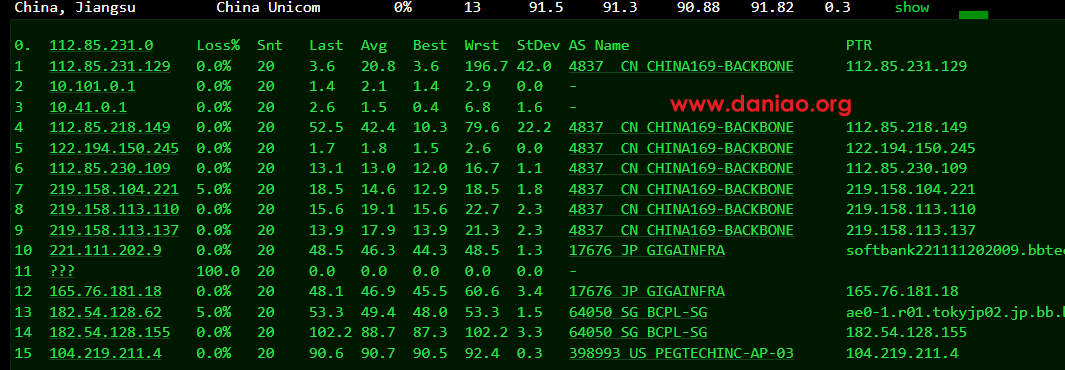 China, Jiangsu China Unicom 0% 13 91.5 91.3 90.88 91.82 0.3 show
0. 112.85.231.0 Loss% Snt Last Avg Best Wrst StDev AS Name PTR
1 112.85.231.129 0.0% 20 3.6 20.8 3.6 196.7 42.0 4837 CN CHINA169-BACKBONE 112.85.231.129
2 10.101.0.1 0.0% 20 1.4 2.1 1.4 2.9 0.0 -
3 10.41.0.1 0.0% 20 2.6 1.5 0.4 6.8 1.6 -
www.daniao.org
4 112.85.218.149 0.0% 20 52.5 42.4 10.3 79.6 22.2 4837 CN CHINA169-BACKBONE 112.85.218.149
5 122.194.150.245 0.0% 20 1.7 1.8 1.5 2.6 0.0 4837 CN CHINA169-BACKBONE 122.194.150.245
6 112.85.230.109 0.0% 20 13.1 13.0 12.0 16.7 1.1 4837 CN CHINA169-BACKBONE 112.85.230.109
7 219.158.104.221 5.0% 20 18.5 14.6 12.9 18.5 1.8 4837 CN CHINA169-BACKBONE 219.158.104.221
8 219.158.113.110 0.0% 20 15.6 19.1 15.6 22.7 2.3 4837 CN CHINA169-BACKBONE 219.158.113.110
9 219.158.113.137 0.0% 20 13.9 17.9 13.9 21.3 2.3 4837 CN CHINA169-BACKBONE 219.158.113.137
10 221.111.202.9 0.0% 20 48.5 46.3 44.3 48.5 1.3 17676 JP GIGAINFRA softbank221111202009.bbtec
11 ??? 100.0 20 0.0 0.0 0.0 0.0 0.0 -
12 165.76.181.18 0.0% 20 48.1 46.9 45.5 60.6 3.4 17676 JP GIGAINFRA 165.76.181.18
13 182.54.128.62 5.0% 20 53.3 49.4 48.0 53.3 1.5 64050 SG BCPL-SG ae0-1.r01.tokyjp02.jp.bb.
14 182.54.128.155 0.0% 20 102.2 88.7 87.3 102.2 3.3 64050 SG BCPL-SG 182.54.128.155
15 104.219.211.4 0.0% 20 90.6 90.7 90.5 92.4 0.3 398993 US PEGTECHINC-AP-03 104.219.211.4